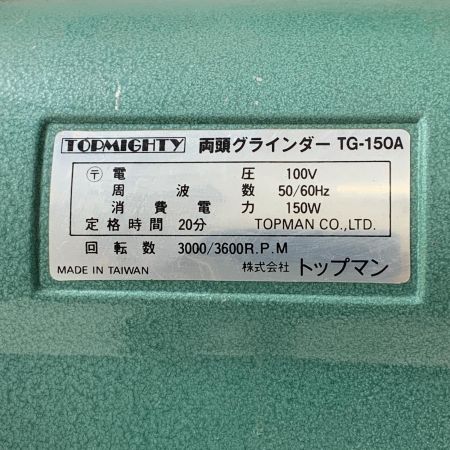 TOPMIGHTY 両頭グラインダー TG-150A
〒 電 圧 100V
周 波 数 50/60Hz
消 費 電 力 150W
定 格 時 間 20分 TOPMAN CO.,LTD.
回 転 数 3000/3600R.P.M
MADE IN TAIWAN 株式会社 トップマン